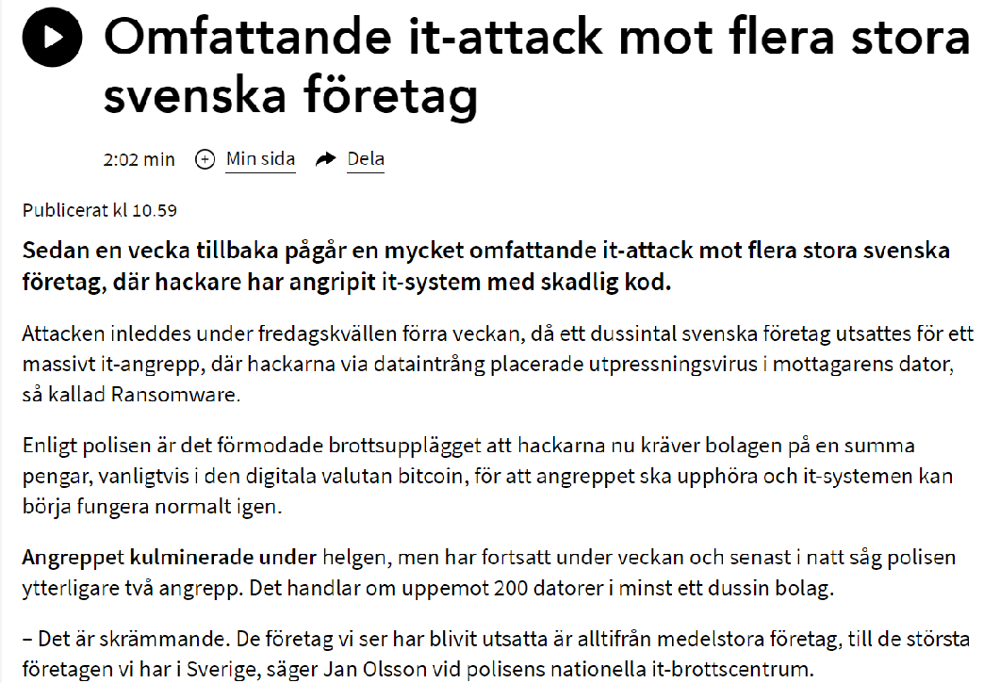 Omfattande it-attack mot flera stora
svenska företag
2:02 min Min sida Dela
Publicerat kl 10.59
Sedan en vecka tillbaka pågår en mycket omfattande it-attack mot flera stora svenska
företag, där hackare har angripit it-system med skadlig kod.
Attacken inleddes under fredagskvällen förra veckan, då ett dussintal svenska företag utsattes för ett
massivt it-angrepp, där hackarna via dataintrång placerade utpressningsvirus i mottagarens dator,
så kallad Ransomware.
Enligt polisen är det förmodade brottsupplägget att hackarna nu kräver bolagen på en summa
pengar, vanligtvis i den digitala valutan bitcoin, för att angreppet ska upphöra och it-systemen kan
börja fungera normalt igen.
Angreppet kulminerade under helgen, men har fortsatt under veckan och senast i natt såg polisen
ytterligare två angrepp. Det handlar om uppemot 200 datorer i minst ett dussin bolag.
– Det är skrämmande. De företag vi ser har blivit utsatta är alltifrån medelstora företag, till de största
företagen vi har i Sverige, säger Jan Olsson vid polisens nationella it-brottscentrum.